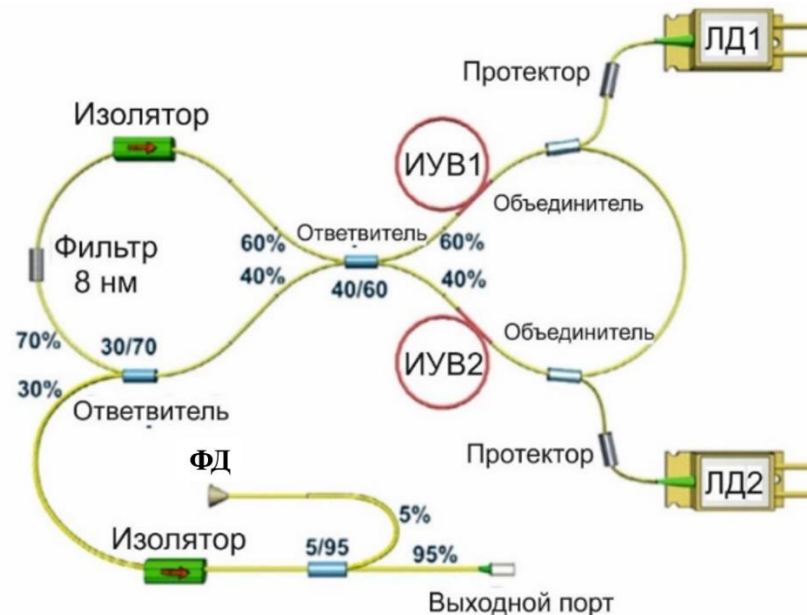 ЛД1
Протектор
Изолятор
ИУВ1
Объединитель
Ответвитель
60%
60%
Фильтр
8 нм
40%
40/60
40%
70%
30/70
Объединитель
30%
Ответвитель
ИУВ2
ФД
Протектор
ЛД2
5%
Изолятор
5/95
95%
Выходной порт